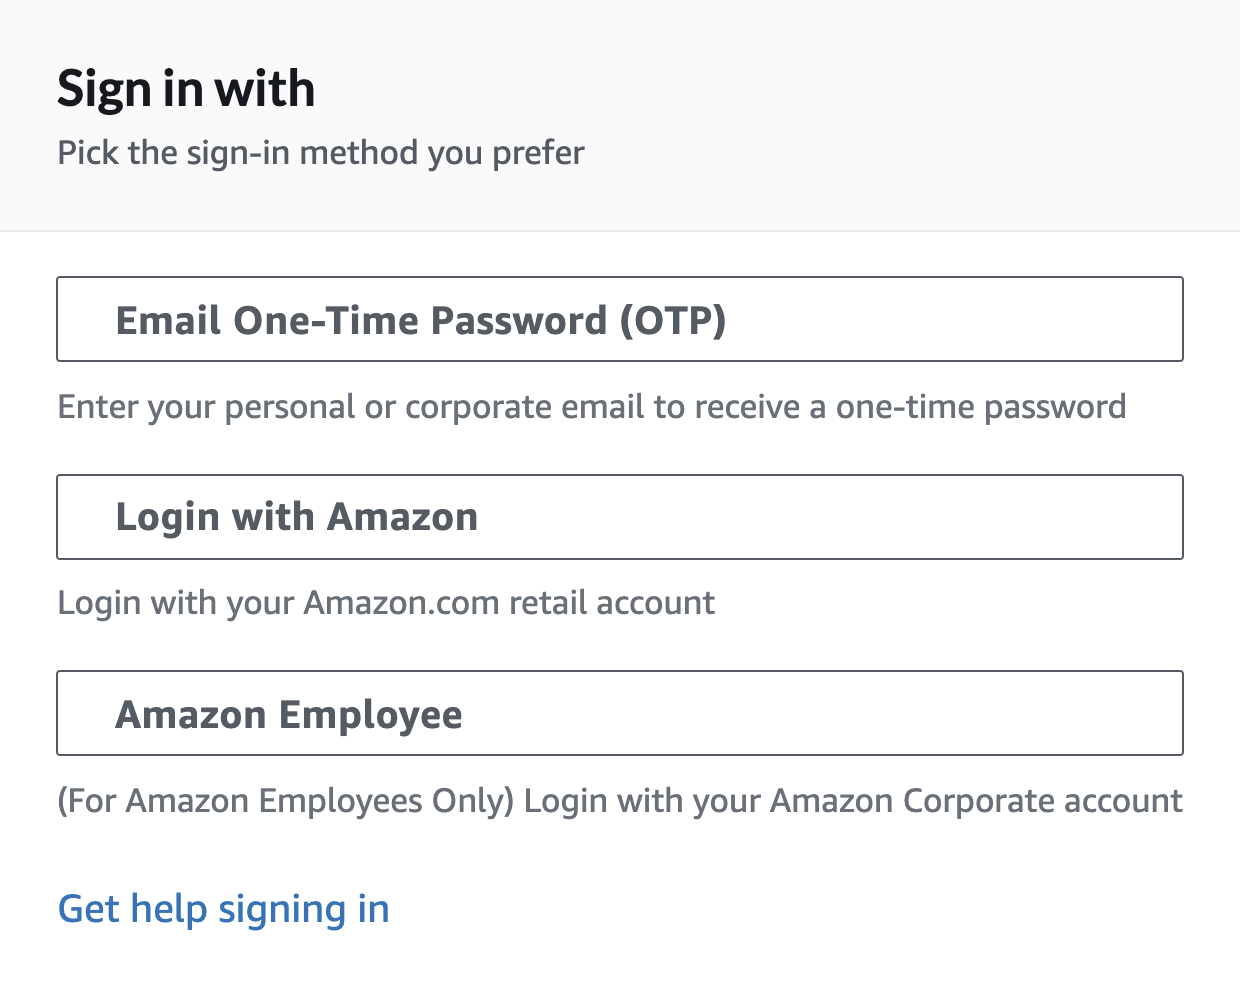 Sign in with
Pick the sign-in method you prefer
Email One-Time Password (OTP)
Enter your personal or corporate email to receive a one-time password
Login with Amazon
Login with your Amazon.com retail account
Amazon Employee
(For Amazon Employees Only) Login with your Amazon Corporate account
Get help signing in